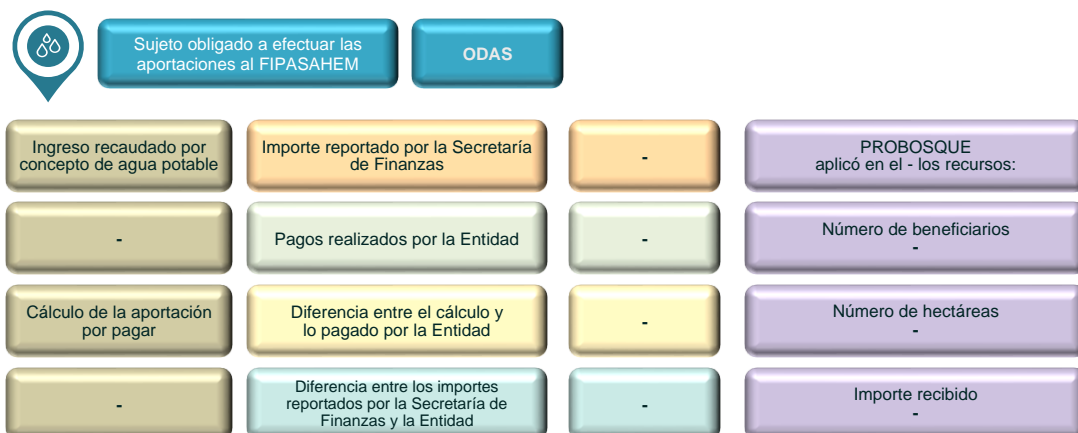 Sujeto obligado a efectuar las
aportaciones al FIPASAHEM
ODAS
Ingreso recaudado por
concepto de agua potable
Importe reportado por la Secretaría
de Finanzas
-
PROBOSQUE
aplicó en el - los recursos:
-
Pagos realizados por la Entidad
-
Número de beneficiarios
-
Cálculo de la aportación
por pagar
Diferencia entre el cálculo y
lo pagado por la Entidad
-
Número de hectáreas
-
-
Diferencia entre los importes
reportados por la Secretaría de
Finanzas y la Entidad
-
Importe recibido
-